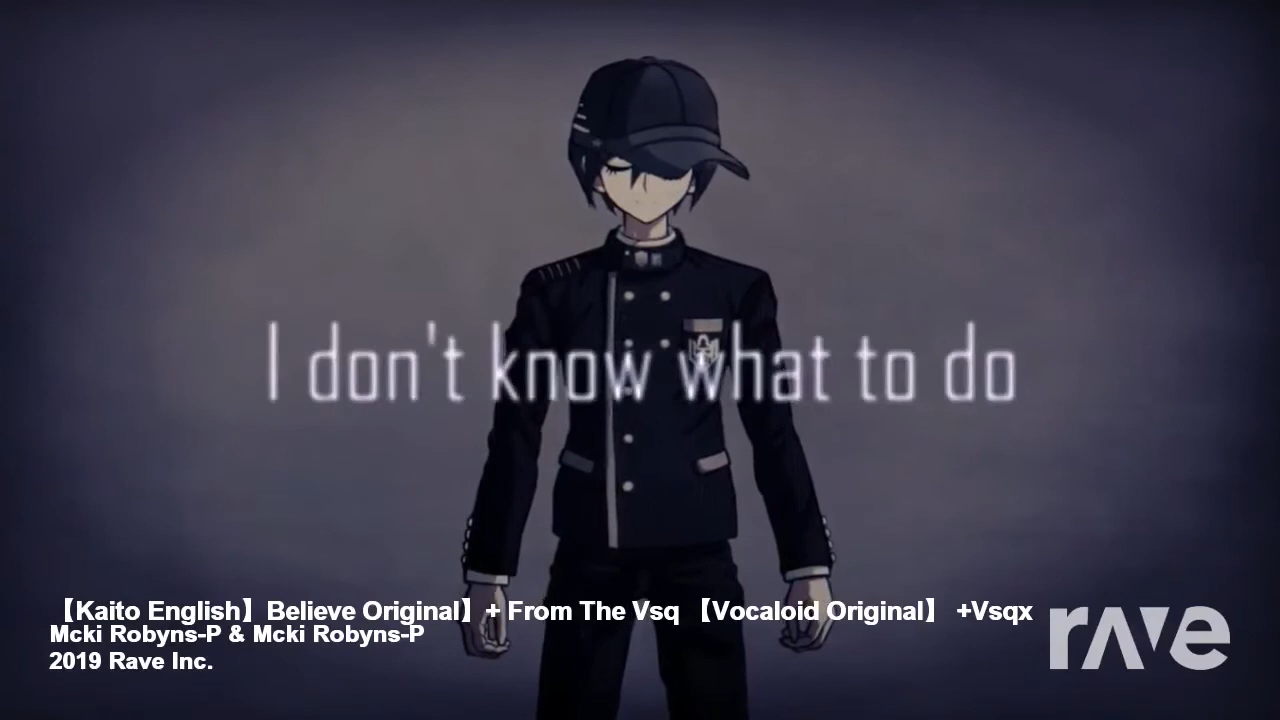 I don't know what to do
【Kaito English】Believe Original】+ From The Vsq 【Vocaloid Original】 +Vsqx
Mcki Robyns-P & Mcki Robyns-P
2019 Rave Inc.
rave